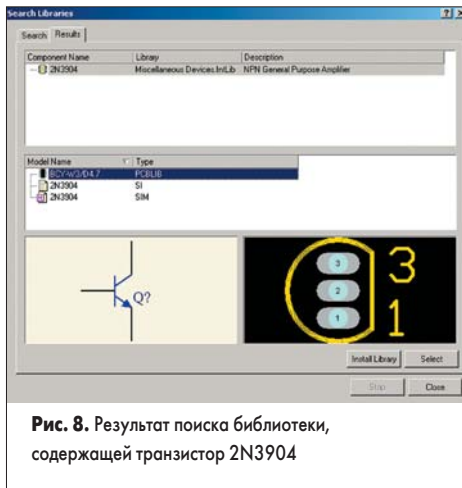 Search Libraries
Search Results
Component Name Library Description
2N3904 Miscellaneous Devices.IntLib NPN General Purpose Amplifier
Model Name Type
BCY-W3/D4.7 PCBLIB
2N3904 SI
2N3904 SIM
Q?
3
2
1
3
1
Install Library Select
Stop Close
Рис. 8. Результат поиска библиотеки,
содержащей транзистор 2N3904